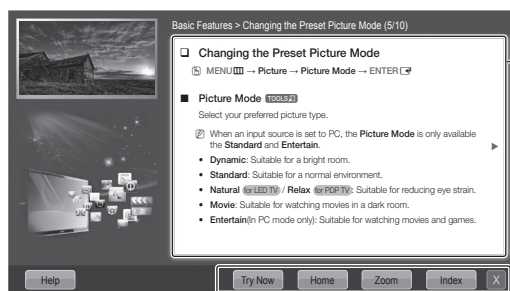 Basic Features > Changing the Preset Picture Mode (5/10)
❑ Changing the Preset Picture Mode
MENU → Picture → Picture Mode → ENTER
■ Picture Mode TOOLS
Select your preferred picture type.
When an input source is set to PC, the Picture Mode is only available
the Standard and Entertain.
• Dynamic: Suitable for a bright room.
• Standard: Suitable for a normal environment.
• Natural for LED TV / Relax for PDP TV: Suitable for reducing eye strain.
• Movie: Suitable for watching movies in a dark room.
• Entertain(In PC mode only): Suitable for watching movies and games.
Help
Try Now
Home
Zoom
Index
X